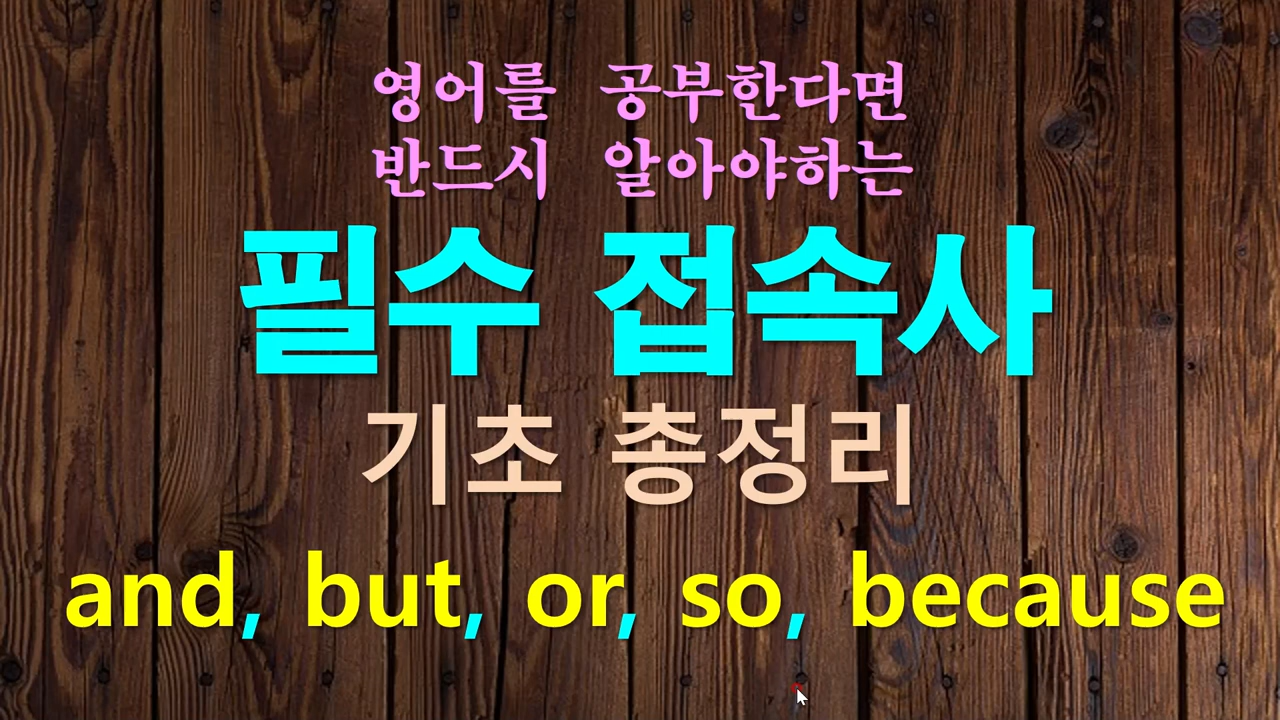 영어를 공부한다면
반드시 알아야하는
필수 접속사
기초 총정리
and, but, or, so, because